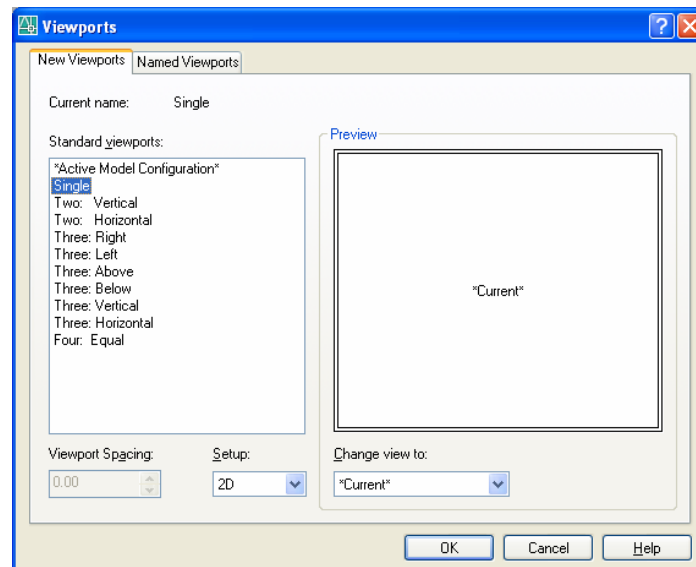 Viewports
New Viewports Named Viewports
Current name: Single
Standard viewports:
*Active Model Configuration*
Single
Two: Vertical
Two: Horizontal
Three: Right
Three: Left
Three: Above
Three: Below
Three: Vertical
Three: Horizontal
Four: Equal
Preview
*Current*
Viewport Spacing:
0.00
Setup:
2D
Change view to:
*Current*
OK Cancel Help